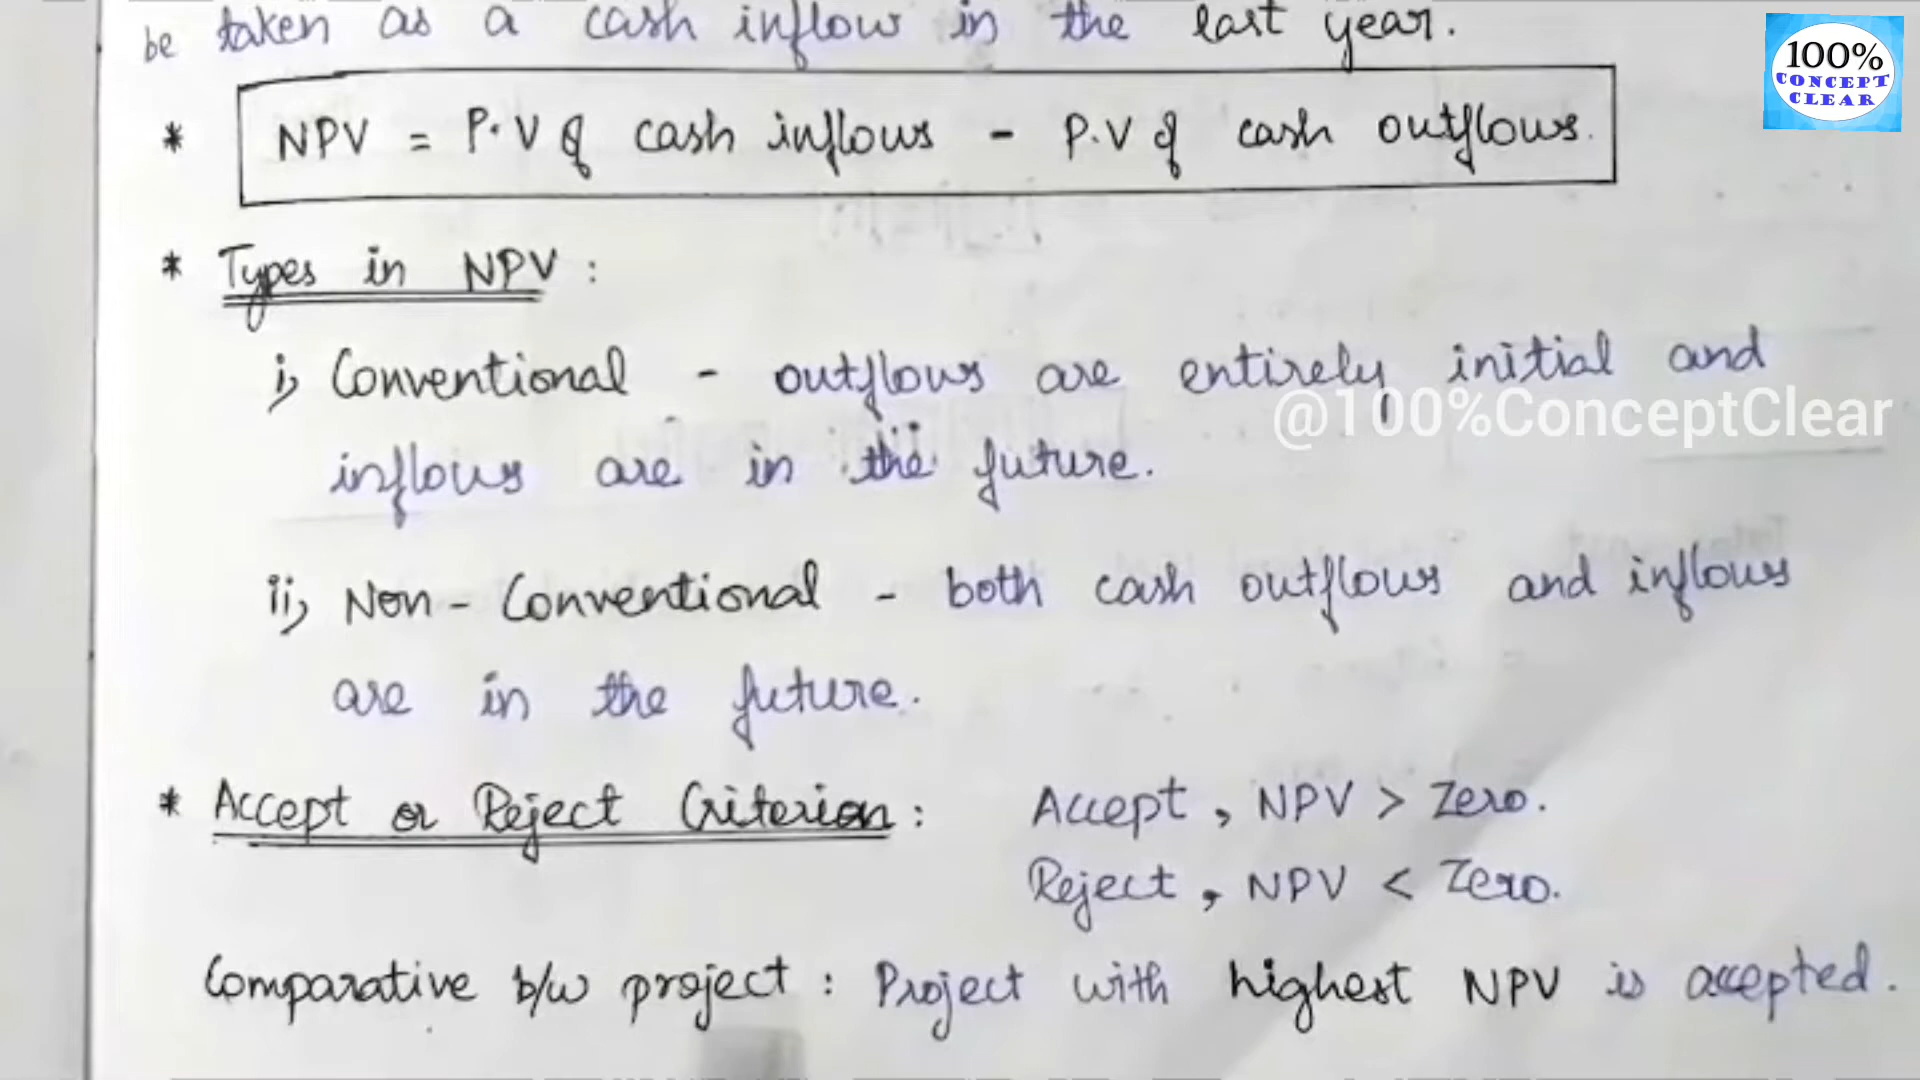 be taken as a cash inflow in the last year.
* NPV = P.V of cash inflows - P.V of cash outflows.
* Types in NPV :
i, Conventional - outflows are entirely initial and
inflows are in the future.
ii, Non-Conventional - both cash outflows and inflows
are in the future.
* Accept or Reject Criterion : Accept, NPV > Zero.
Reject, NPV < Zero.
Comparative b/w project : Project with highest NPV is accepted.
100%
CONCEPT
CLEAR
@100%ConceptClear